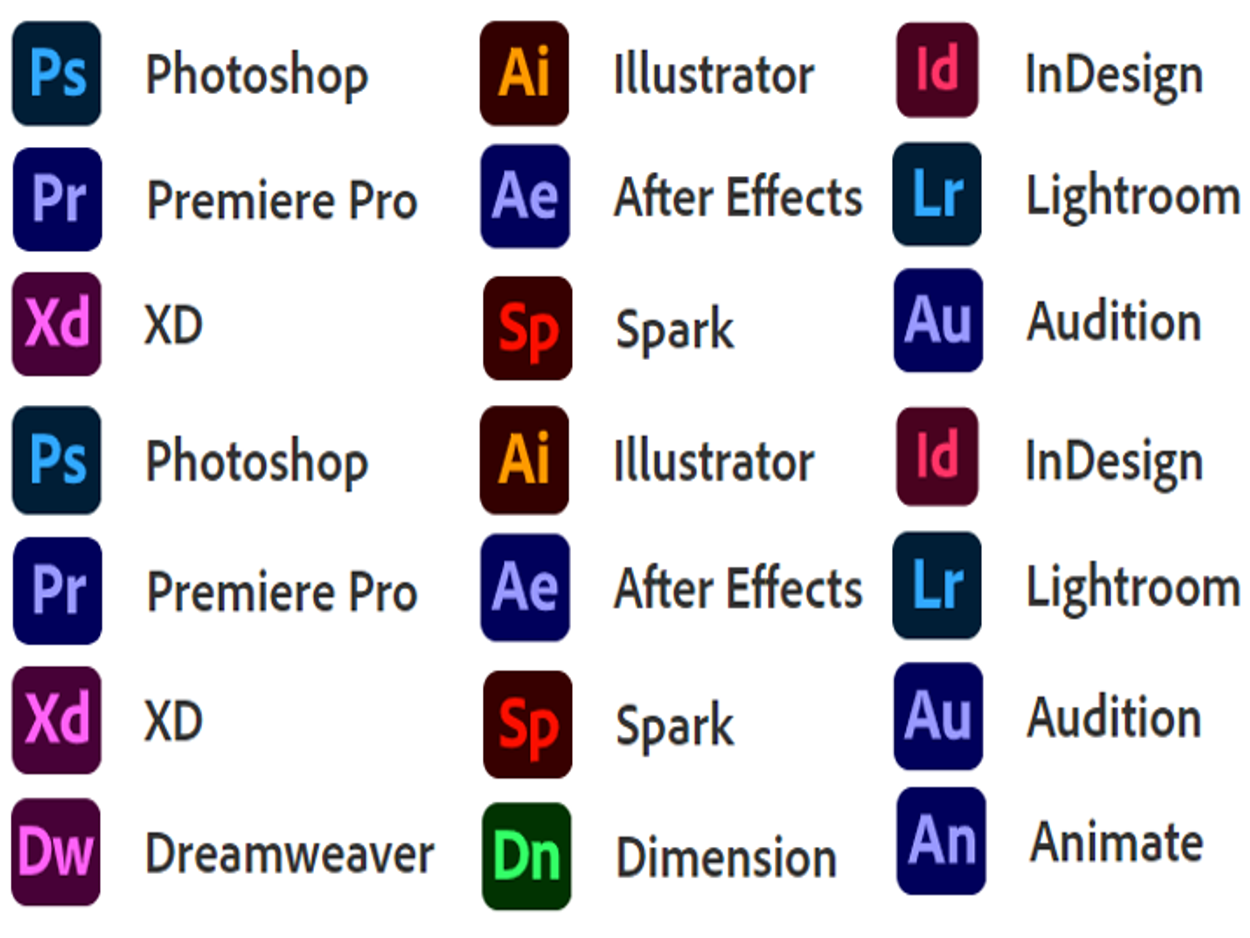 Ps Photoshop Ai Illustrator Id InDesign
Pr Premiere Pro Ae After Effects Lr Lightroom
Xd XD Sp Spark Au Audition
Ps Photoshop Ai Illustrator Id InDesign
Pr Premiere Pro Ae After Effects Lr Lightroom
Xd XD Sp Spark Au Audition
Dw Dreamweaver Dn Dimension An Animate